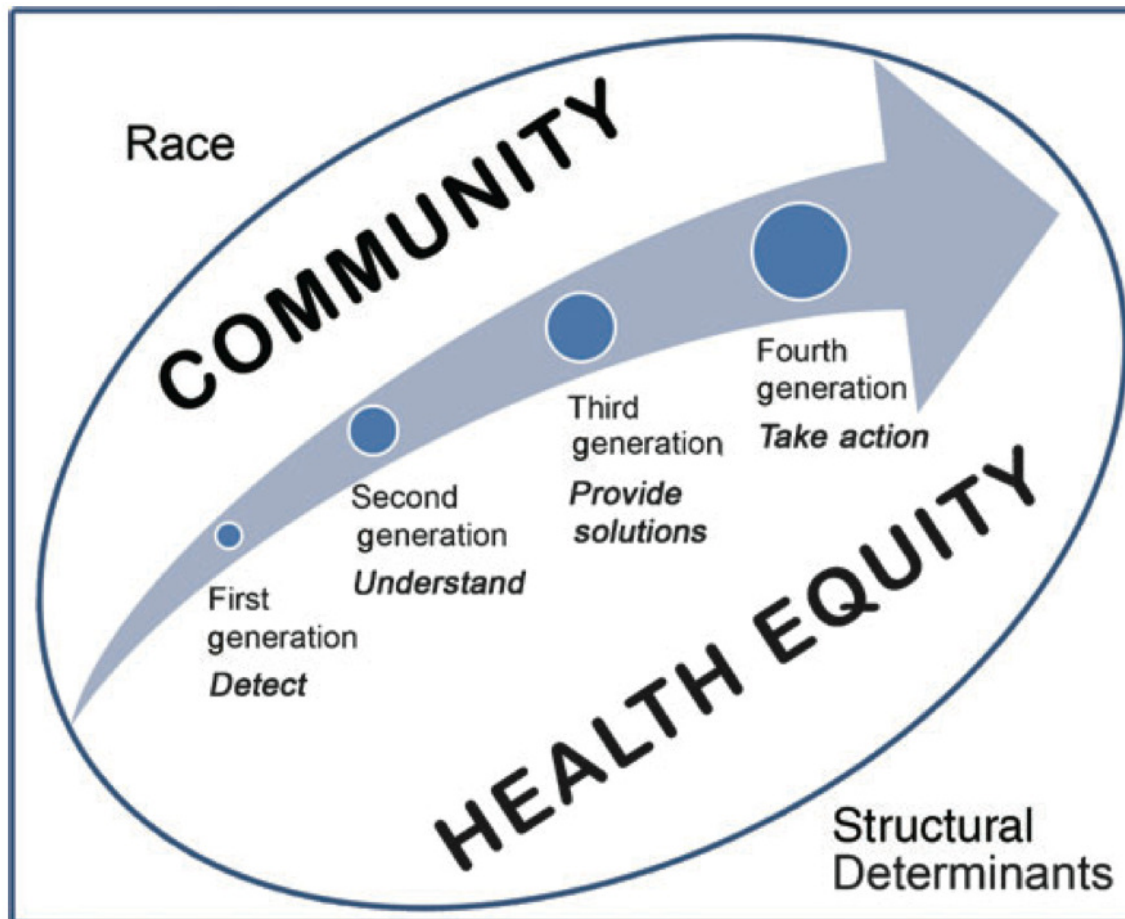 Race
COMMUNITY
First
generation
Detect
Second
generation
Understand
Third
generation
Provide
solutions
Fourth
generation
Take action
HEALTH EQUITY
Structural
Determinants